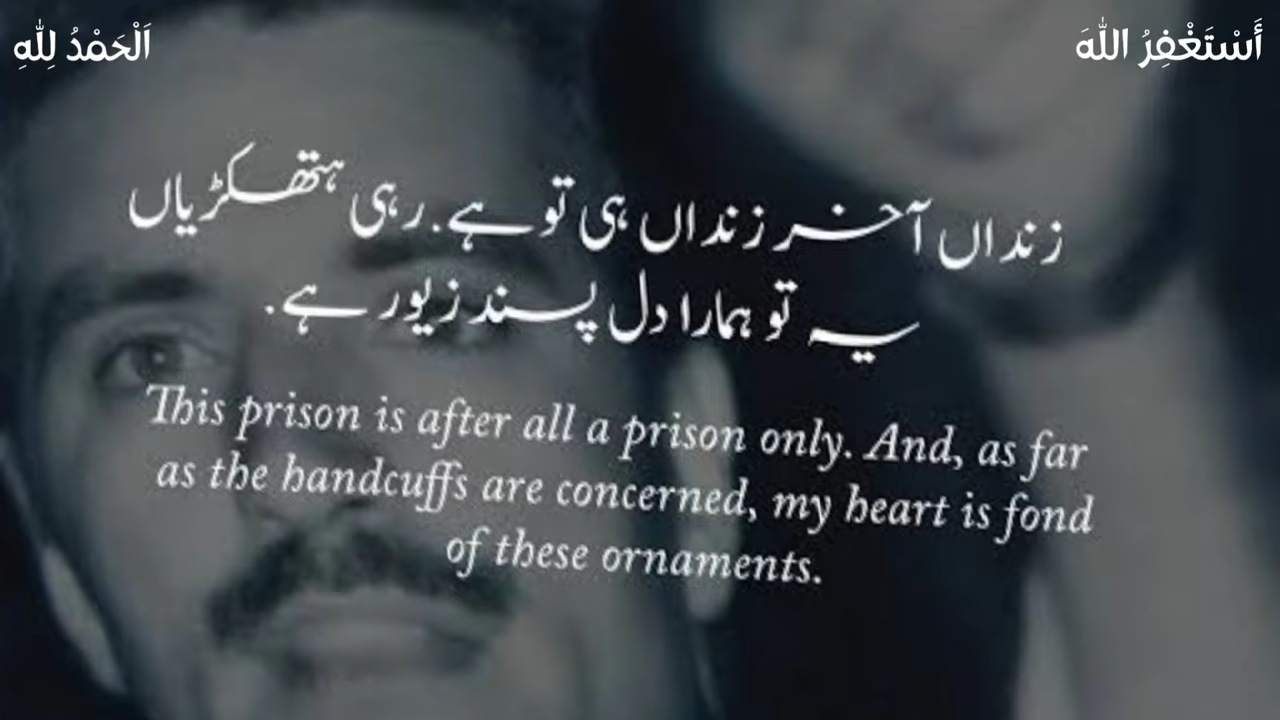 اَلْحَمْدُ لِلّٰهِ
أَسْتَغْفِرُ اللّٰهَ
زنداں آخر زنداں ہی تو ہے. رہی ہتھکڑیاں
یہ تو ہمارا دل پسند زیور ہے.
This prison is after all a prison only. And, as far
as the handcuffs are concerned, my heart is fond
of these ornaments.